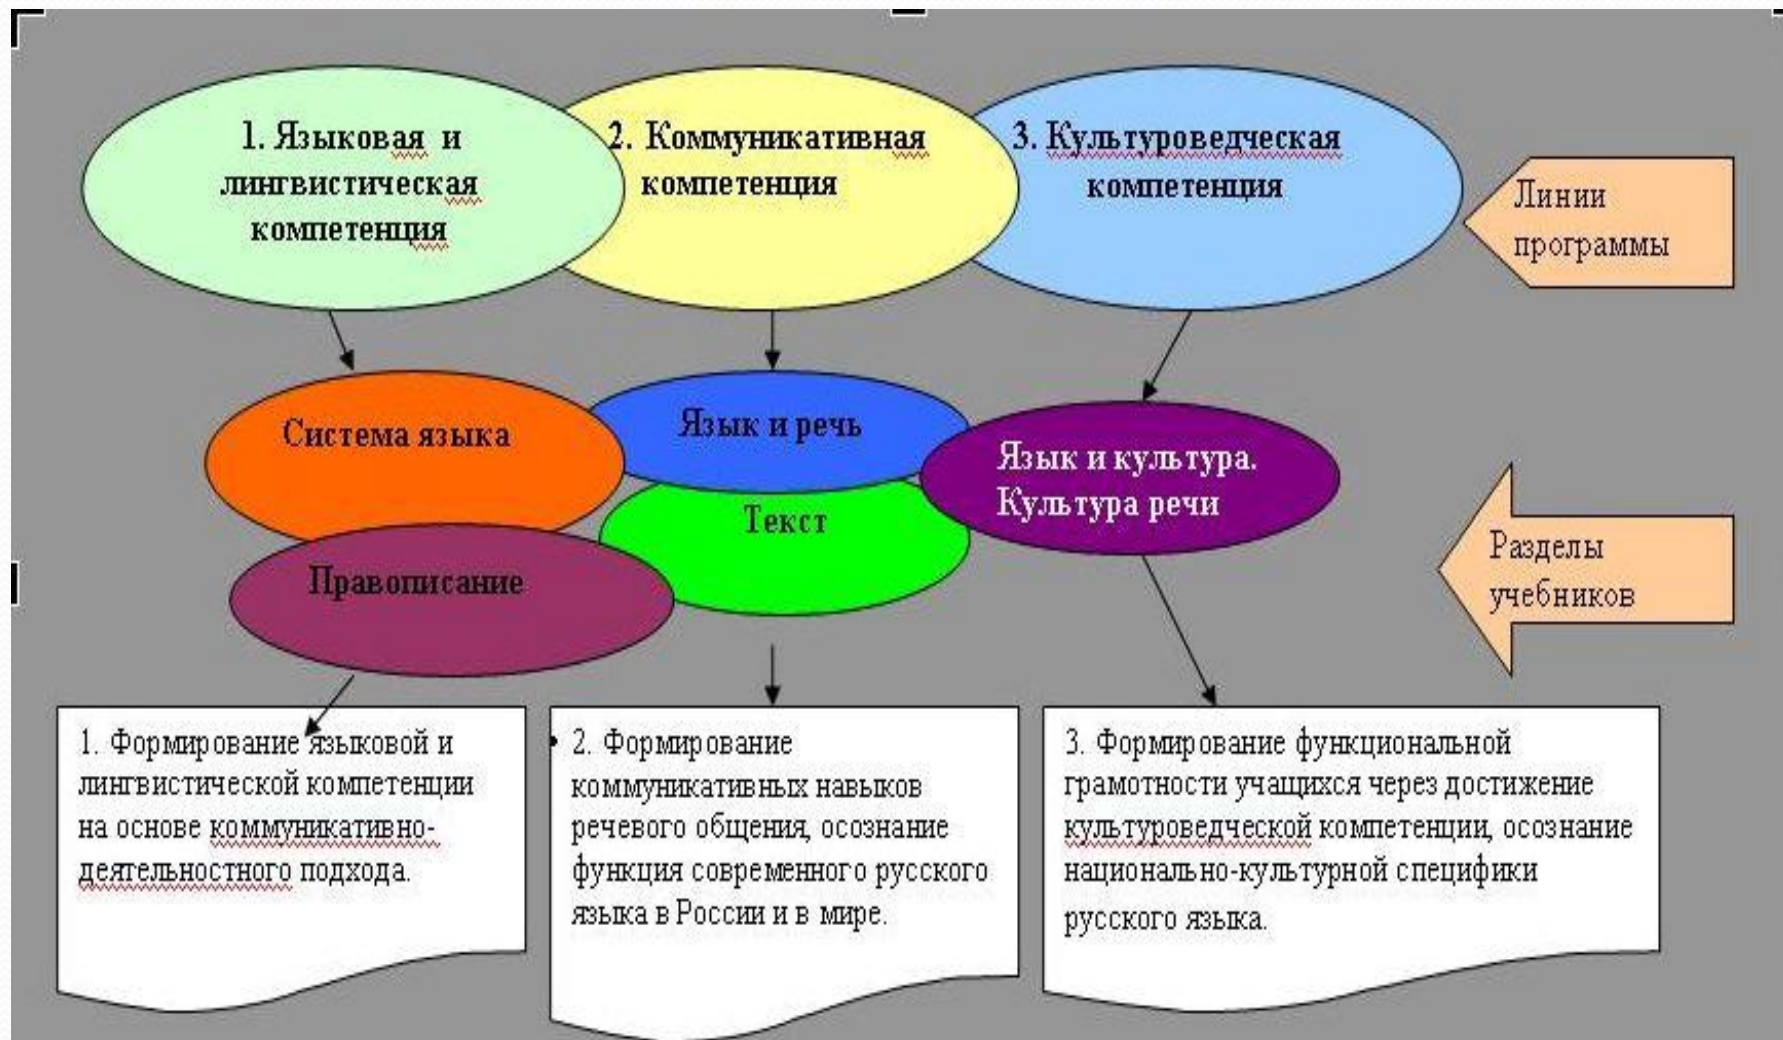 1. Языковая и
лингвистическая
компетенция
2. Коммуникативная
компетенция
3. Культуроведческая
компетенция
Линии
программы
Система языка
Язык и речь
Язык и культура.
Культура речи
Текст
Правописание
Разделы
учебников
1. Формирование языковой и
лингвистической компетенции
на основе коммуникативно-
деятельностного подхода.
• 2. Формирование
коммуникативных навыков
речевого общения, осознание
функция современного русского
языка в России и в мире.
3. Формирование функциональной
грамотности учащихся через достижение
культуроведческой компетенции, осознание
национально-культурной специфики
русского языка.